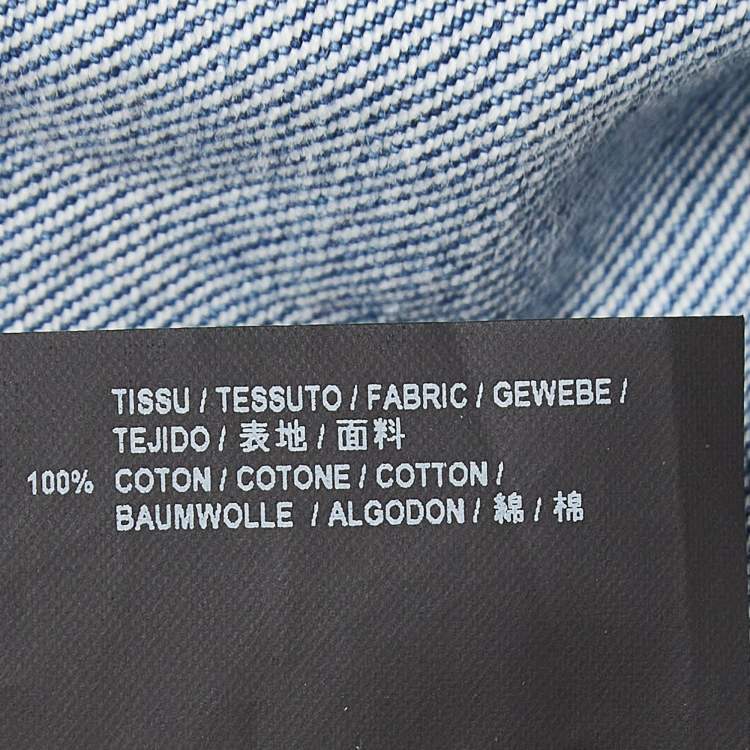 TISSU / TESSUTO / FABRIC / GEWEBE /
TEJIDO / 表地 / 面料
100% COTON / COTONE / COTTON /
BAUMWOLLE / ALGODON / 綿 / 棉